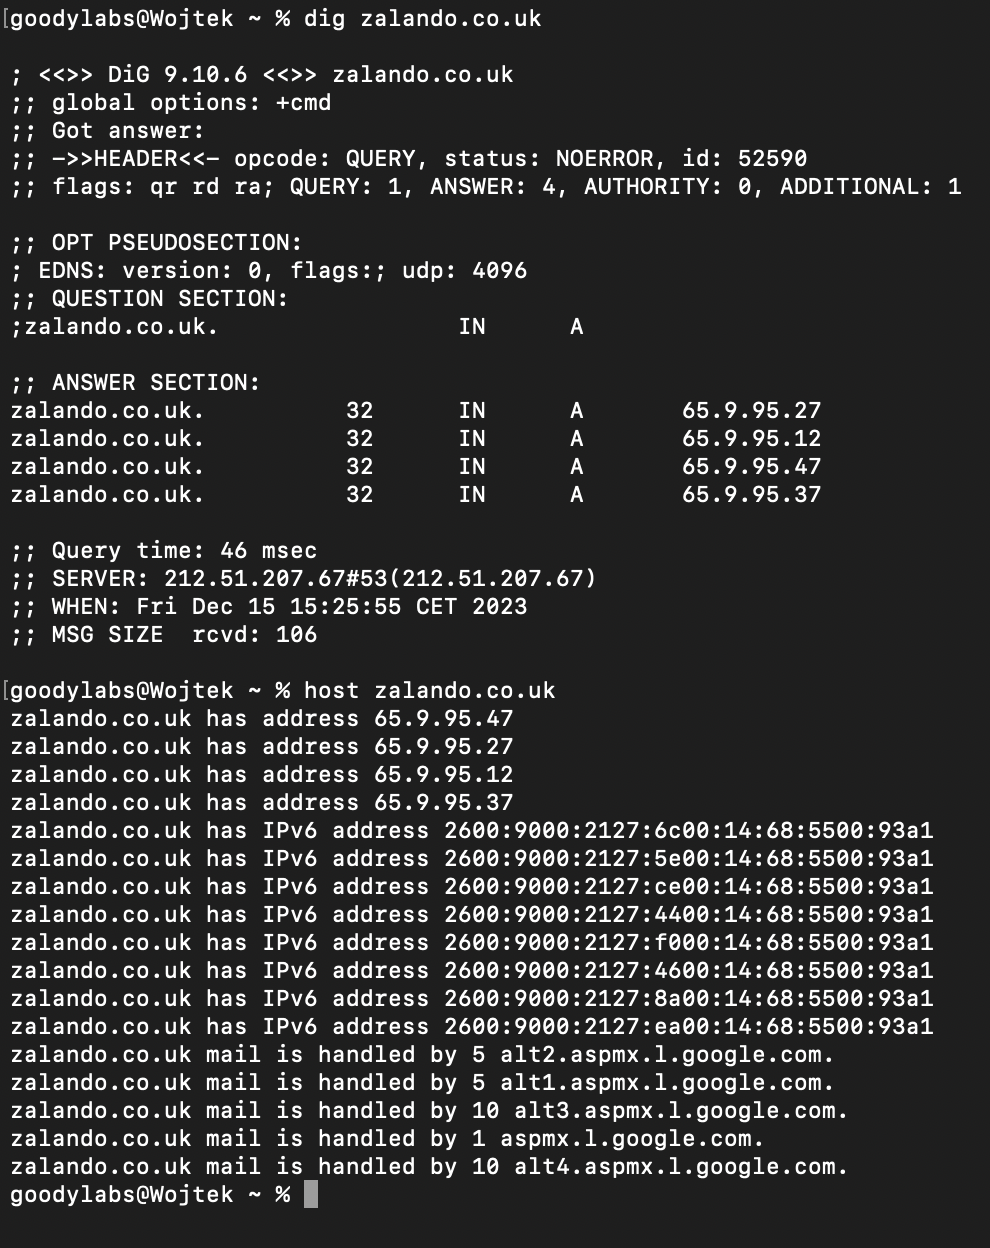 [goodylabs@Wojtek ~ % dig zalando.co.uk
; <<>> DiG 9.10.6 <<>> zalando.co.uk
;; global options: +cmd
;; Got answer:
;; ->>HEADER<<- opcode: QUERY, status: NOERROR, id: 52590
;; flags: qr rd ra; QUERY: 1, ANSWER: 4, AUTHORITY: 0, ADDITIONAL: 1
;; OPT PSEUDOSECTION:
; EDNS: version: 0, flags:; udp: 4096
;; QUESTION SECTION:
;zalando.co.uk. IN A
;; ANSWER SECTION:
zalando.co.uk. 32 IN A 65.9.95.27
zalando.co.uk. 32 IN A 65.9.95.12
zalando.co.uk. 32 IN A 65.9.95.47
zalando.co.uk. 32 IN A 65.9.95.37
;; Query time: 46 msec
;; SERVER: 212.51.207.67#53(212.51.207.67)
;; WHEN: Fri Dec 15 15:25:55 CET 2023
;; MSG SIZE  rcvd: 106
[goodylabs@Wojtek ~ % host zalando.co.uk
zalando.co.uk has address 65.9.95.47
zalando.co.uk has address 65.9.95.27
zalando.co.uk has address 65.9.95.12
zalando.co.uk has address 65.9.95.37
zalando.co.uk has IPv6 address 2600:9000:2127:6c00:14:68:5500:93a1
zalando.co.uk has IPv6 address 2600:9000:2127:5e00:14:68:5500:93a1
zalando.co.uk has IPv6 address 2600:9000:2127:ce00:14:68:5500:93a1
zalando.co.uk has IPv6 address 2600:9000:2127:4400:14:68:5500:93a1
zalando.co.uk has IPv6 address 2600:9000:2127:f000:14:68:5500:93a1
zalando.co.uk has IPv6 address 2600:9000:2127:4600:14:68:5500:93a1
zalando.co.uk has IPv6 address 2600:9000:2127:8a00:14:68:5500:93a1
zalando.co.uk has IPv6 address 2600:9000:2127:ea00:14:68:5500:93a1
zalando.co.uk mail is handled by 5 alt2.aspmx.l.google.com.
zalando.co.uk mail is handled by 5 alt1.aspmx.l.google.com.
zalando.co.uk mail is handled by 10 alt3.aspmx.l.google.com.
zalando.co.uk mail is handled by 1 aspmx.l.google.com.
zalando.co.uk mail is handled by 10 alt4.aspmx.l.google.com.
goodylabs@Wojtek ~ %